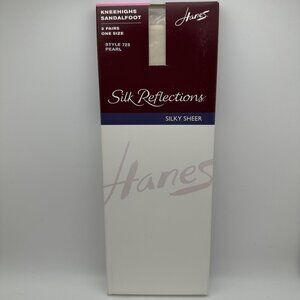 KNEEHIGHS
SANDALFOOT
2 PAIRS
ONE SIZE
STYLE 725
PEARL
Hanes
Silk Reflections
SILKY SHEER
Hanes